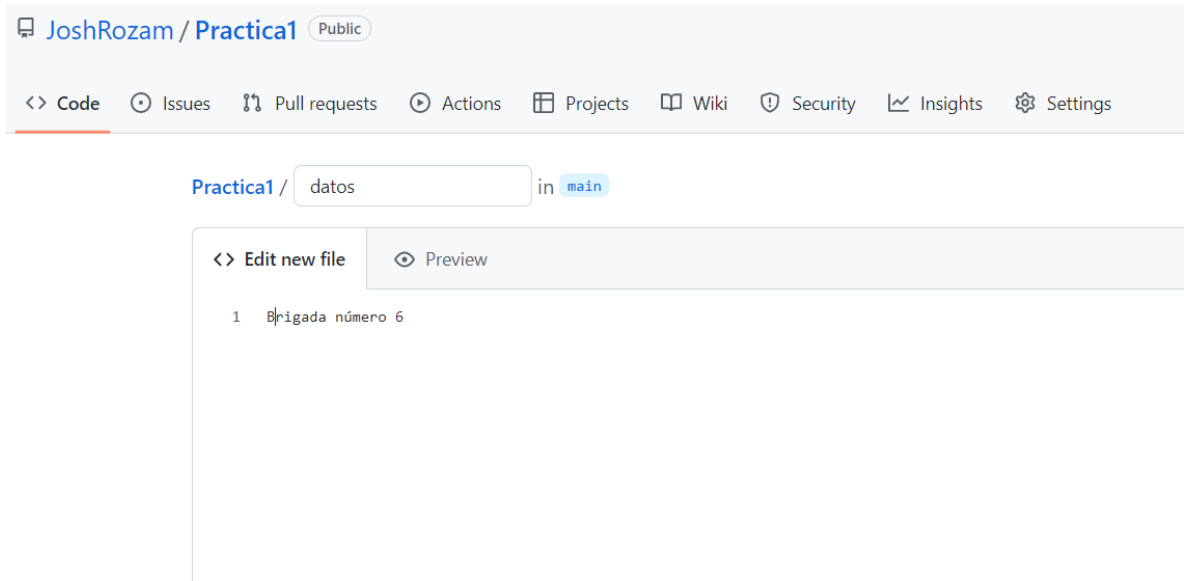 JoshRozam / Practica1 Public
Code Issues Pull requests Actions Projects Wiki Security Insights Settings
Practica1 / datos in main
Edit new file Preview
1 Brigada número 6